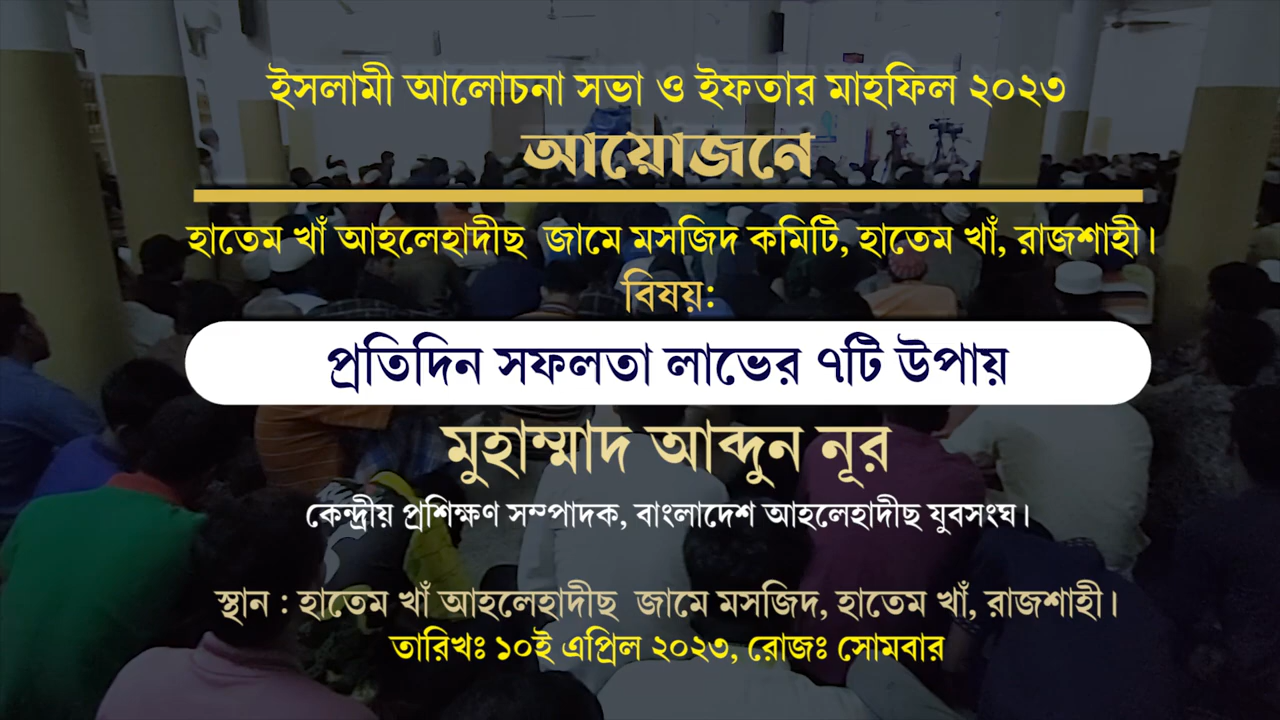 ইসলামী আলোচনা সভা ও ইফতার মাহফিল ২০২৩
আয়োজনে
হাতেম খাঁ আহলেহাদীছ জামে মসজিদ কমিটি, হাতেম খাঁ, রাজশাহী।
বিষয়:
প্রতিদিন সফলতা লাভের ৭টি উপায়
মুহাম্মাদ আব্দুন নূর
কেন্দ্রীয় প্রশিক্ষণ সম্পাদক, বাংলাদেশ আহলেহাদীছ যুবসংঘ।
স্থান : হাতেম খাঁ আহলেহাদীছ জামে মসজিদ, হাতেম খাঁ, রাজশাহী।
তারিখঃ ১০ই এপ্রিল ২০২৩, রোজঃ সোমবার